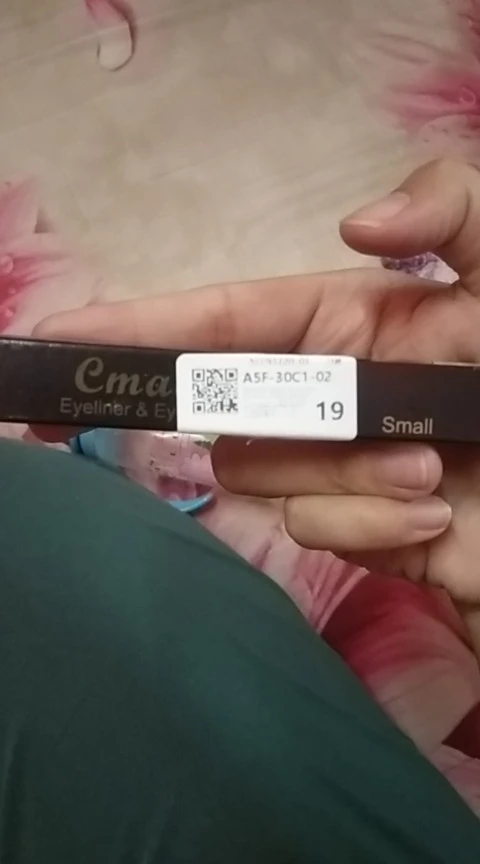 Cma
Eyeliner & Ey
A5F-30C1-02
19
Small